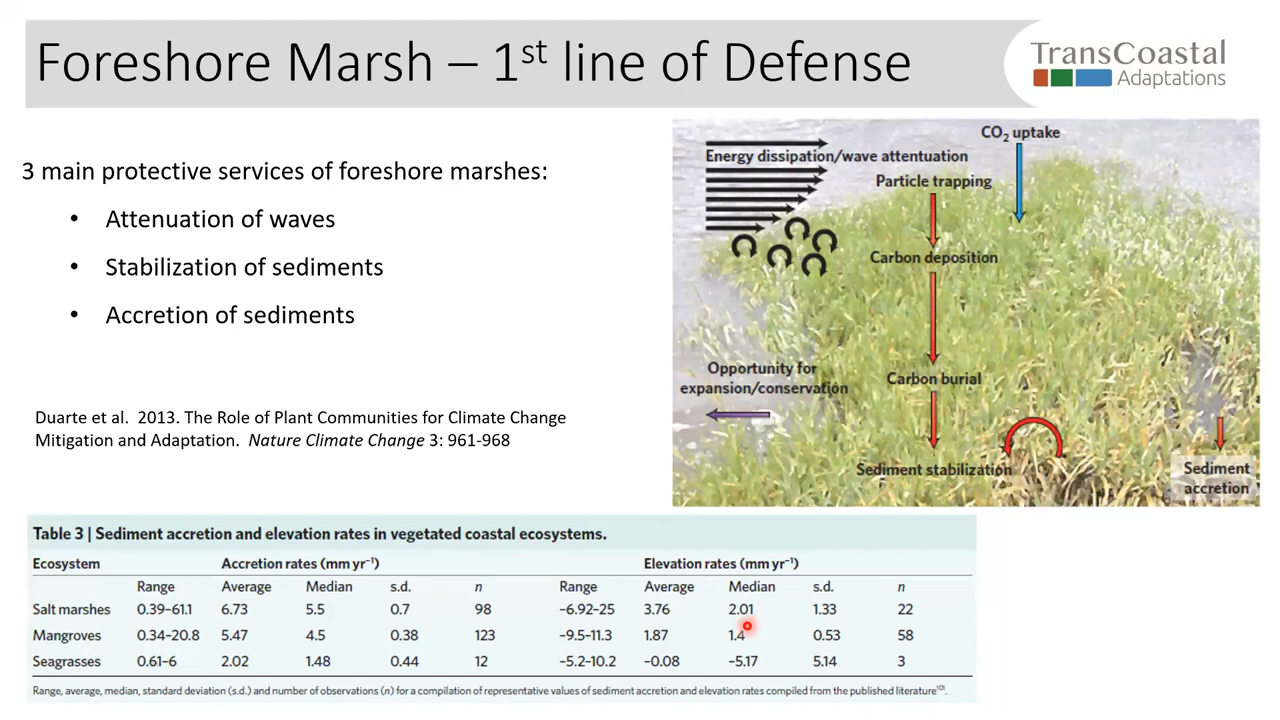 Foreshore Marsh – 1st line of Defense
TransCoastal
Adaptations
3 main protective services of foreshore marshes:
• Attenuation of waves
• Stabilization of sediments
• Accretion of sediments
Duarte et al. 2013. The Role of Plant Communities for Climate Change
Mitigation and Adaptation. Nature Climate Change 3: 961-968
CO2 uptake
Energy dissipation/wave attentuation
Particle trapping
Carbon deposition
Opportunity for
expansion/conservation
Carbon burial
Sediment stabilization
Sediment
accretion
Table 3 | Sediment accretion and elevation rates in vegetated coastal ecosystems.
Ecosystem Accretion rates (mm yr–1) Elevation rates (mm yr–1)
Range Average Median s.d. n Range Average Median s.d. n
Salt marshes 0.39–61.1 6.73 5.5 0.7 98 –6.92–25 3.76 2.01 1.33 22
Mangroves 0.34–20.8 5.47 4.5 0.38 123 –9.5–11.3 1.87 1.4 0.53 58
Seagrasses 0.61–6 2.02 1.48 0.44 12 –5.2–10.2 –0.08 –5.17 5.14 3
Range, average, median, standard deviation (s.d.) and number of observations (n) for a compilation of representative values of sediment accretion and elevation rates compiled from the published literature